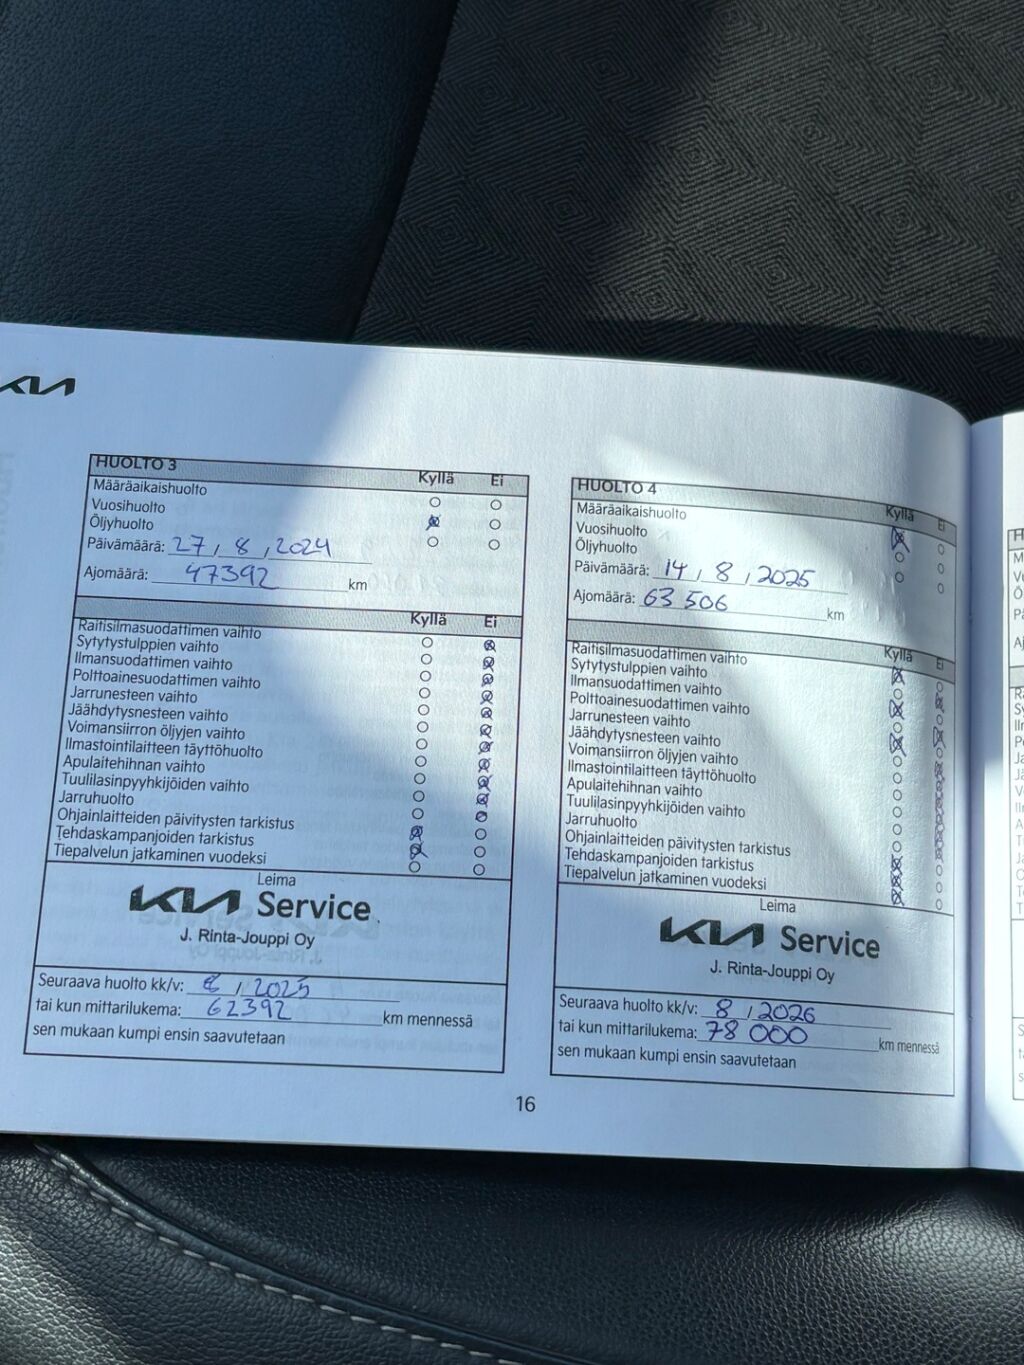 KIA
HUOLTO 3
Kyllä Ei
Määräaikaishuolto
Vuosihuolto
Öljyhuolto
Päivämäärä: 27, 8, 2024
Ajomäärä: 47392 km
Kyllä Ei
Raitisilmasuodattimen vaihto
Sytytystulppien vaihto
Ilmansuodattimen vaihto
Polttoainesuodattimen vaihto
Jarrunesteen vaihto
Jäähdytysnesteen vaihto
Voimansiirron öljyjen vaihto
Ilmastointilaitteen täyttöhuolto
Apulaitehihnan vaihto
Tuulilasinpyyhkijöiden vaihto
Jarruhuolto
Ohjainlaitteiden päivitysten tarkistus
Tehdaskampanjoiden tarkistus
Tiepalvelun jatkaminen vuodeksi
Leima
KIA Service
J. Rinta-Jouppi Oy
Seuraava huolto kk/v: 8 / 2025
tai kun mittarilukema: 62392 km mennessä
sen mukaan kumpi ensin saavutetaan
HUOLTO 4
Kyllä Ei
Määräaikaishuolto
Vuosihuolto
Öljyhuolto
Päivämäärä: 14, 8, 2025
Ajomäärä: 63 506 km
Kyllä Ei
Raitisilmasuodattimen vaihto
Sytytystulppien vaihto
Ilmansuodattimen vaihto
Polttoainesuodattimen vaihto
Jarrunesteen vaihto
Jäähdytysnesteen vaihto
Voimansiirron öljyjen vaihto
Ilmastointilaitteen täyttöhuolto
Apulaitehihnan vaihto
Tuulilasinpyyhkijöiden vaihto
Jarruhuolto
Ohjainlaitteiden päivitysten tarkistus
Tehdaskampanjoiden tarkistus
Tiepalvelun jatkaminen vuodeksi
Leima
KIA Service
J. Rinta-Jouppi Oy
Seuraava huolto kk/v: 8 / 2026
tai kun mittarilukema: 78 000 km mennessä
sen mukaan kumpi ensin saavutetaan
16